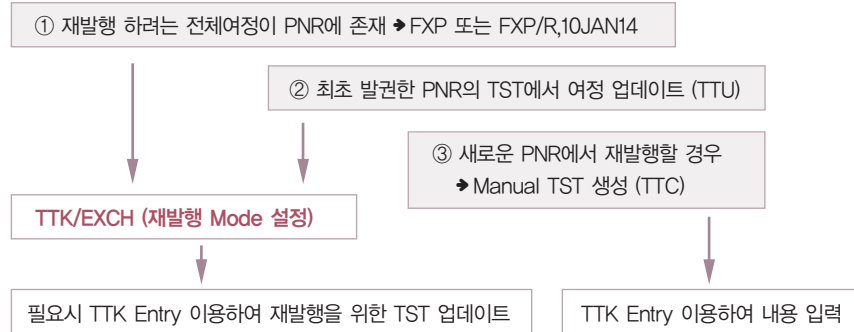 ① 재발행 하려는 전체여정이 PNR에 존재 ➔ FXP 또는 FXP/R,10JAN14
② 최초 발권한 PNR의 TST에서 여정 업데이트 (TTU)
③ 새로운 PNR에서 재발행할 경우
➔ Manual TST 생성 (TTC)
TTK/EXCH (재발행 Mode 설정)
필요시 TTK Entry 이용하여 재발행을 위한 TST 업데이트
TTK Entry 이용하여 내용 입력